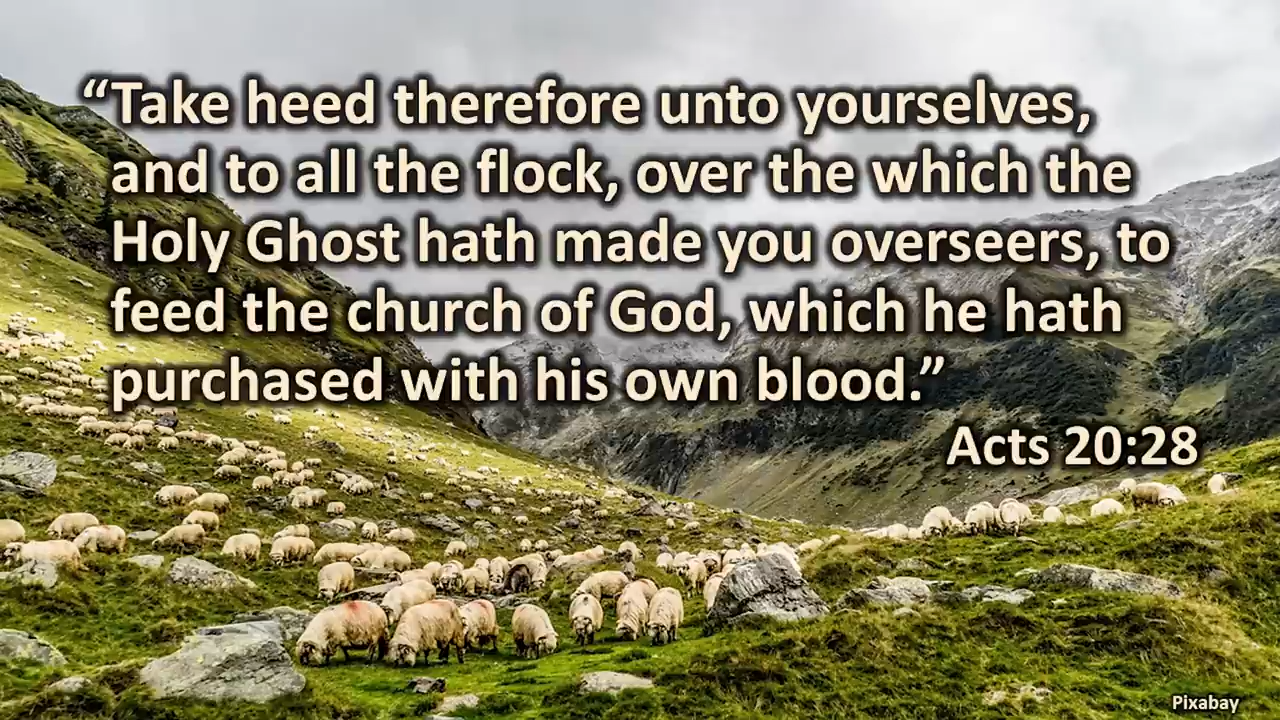 “Take heed therefore unto yourselves,
and to all the flock, over the which the
Holy Ghost hath made you overseers, to
feed the church of God, which he hath
purchased with his own blood.”
Acts 20:28
Pixabay